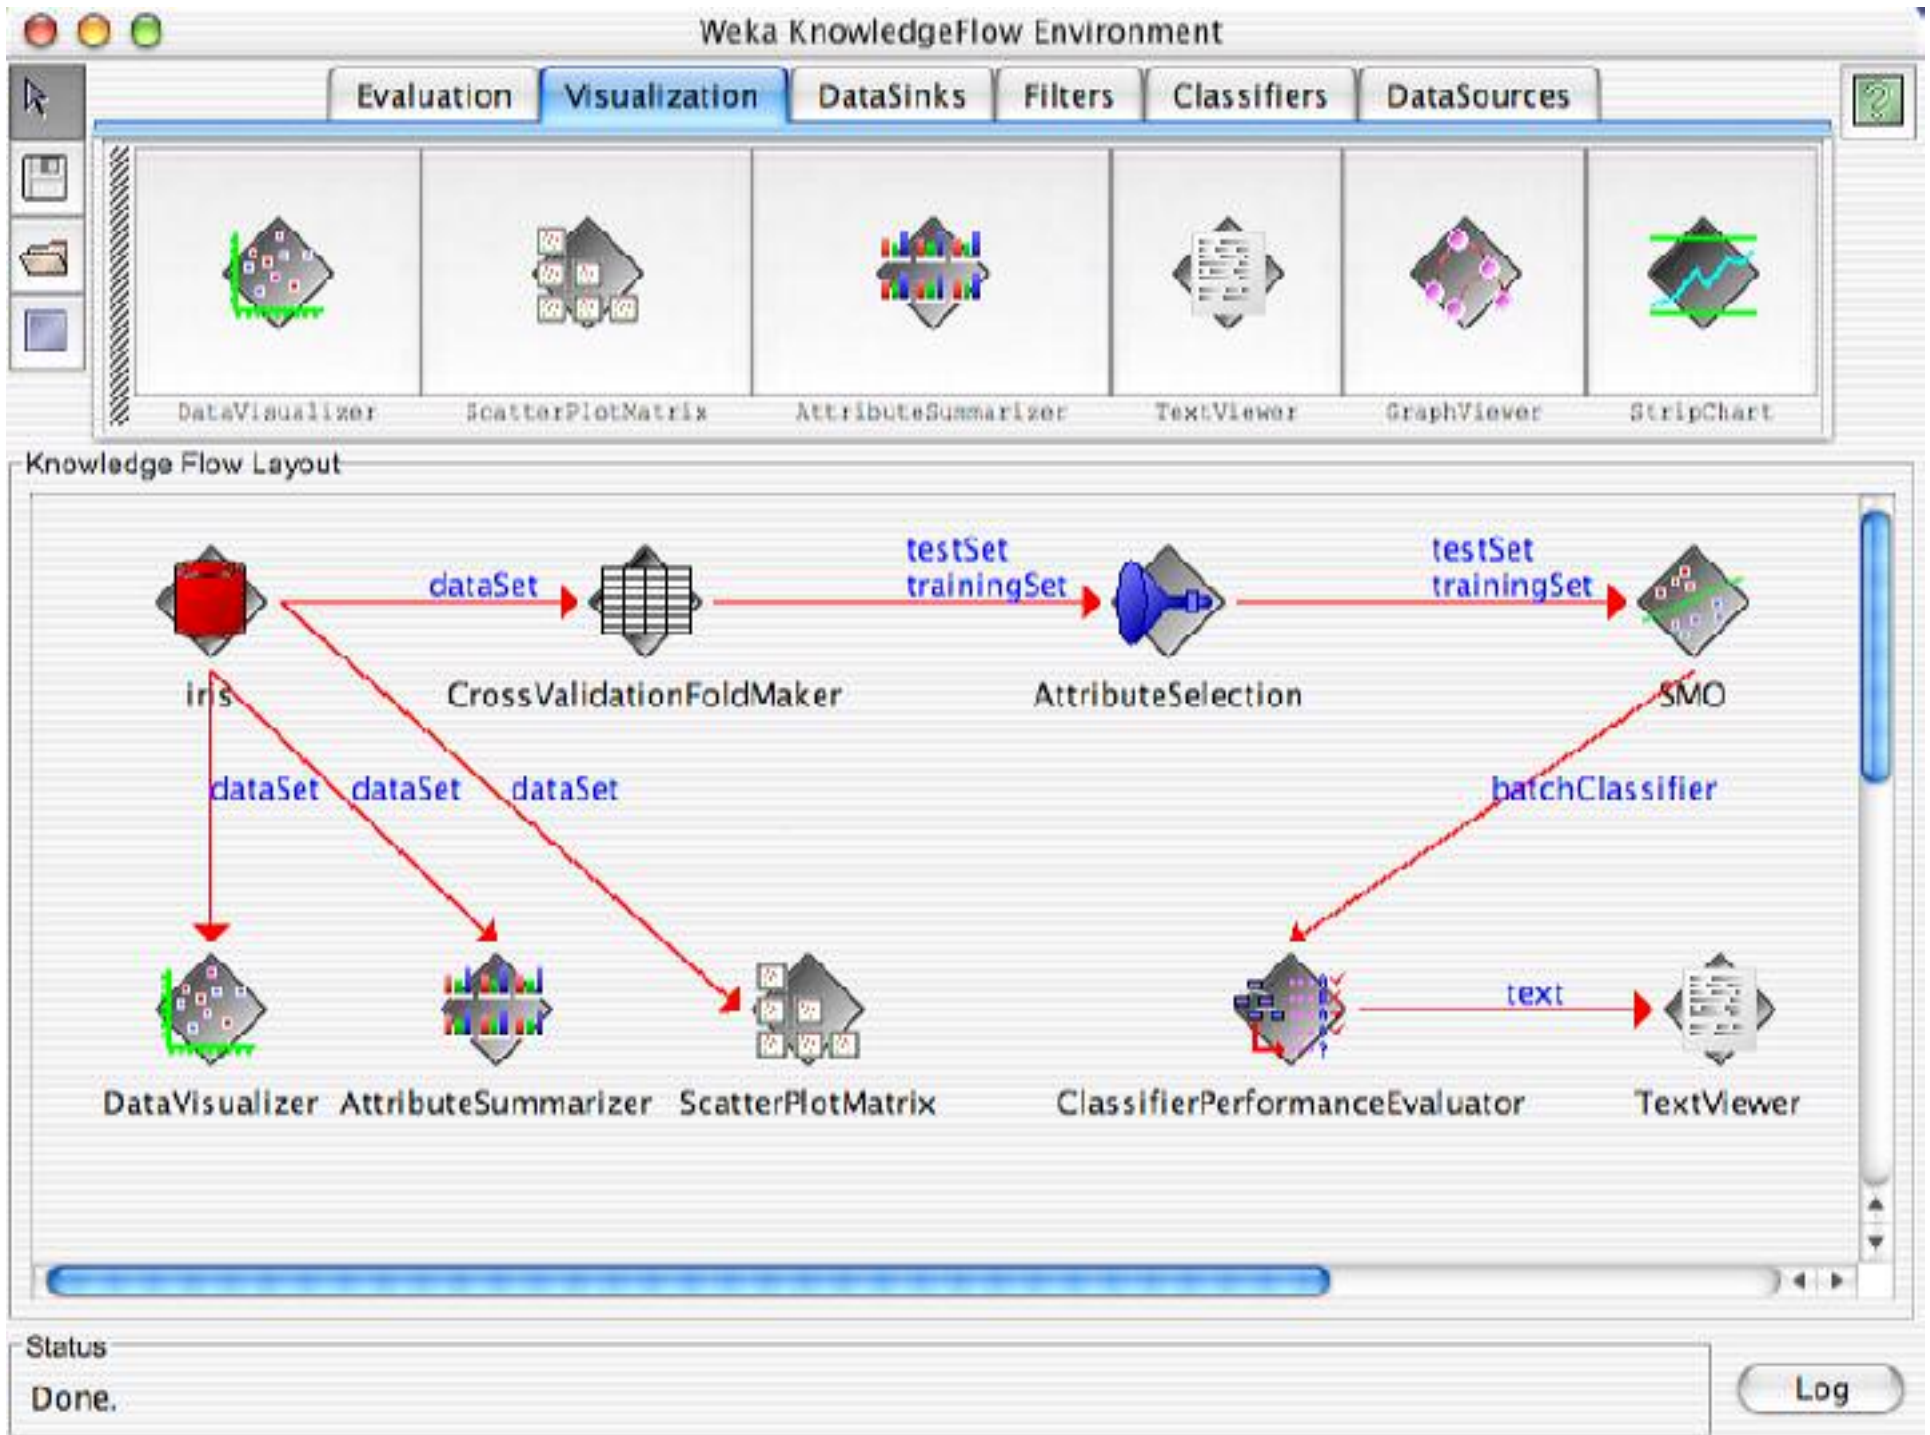 Weka KnowledgeFlow Environment
Evaluation Visualization DataSinks Filters Classifiers DataSources
DataVisualizer ScatterPlotMatrix AttributeSummarizer TextViewer GraphViewer StripChart
Knowledge Flow Layout
testSet testSet
dataSet trainingSet trainingSet
iris CrossValidationFoldMaker AttributeSelection SMO
dataSet dataSet dataSet batchClassifier
text
DataVisualizer AttributeSummarizer ScatterPlotMatrix ClassifierPerformanceEvaluator TextViewer
Status
Done.
Log